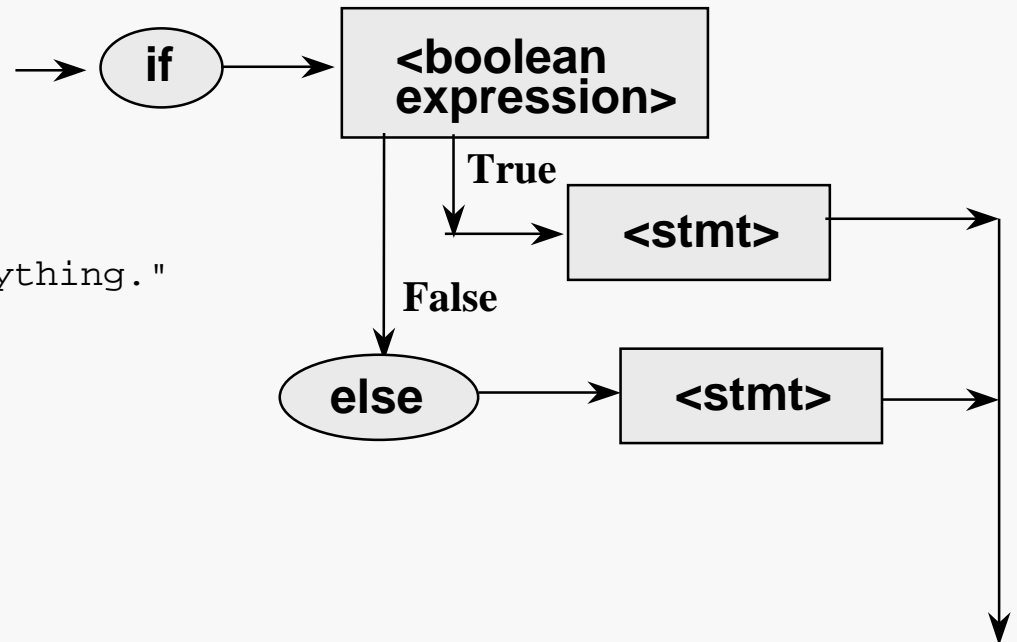 if
<boolean
expression>
True
<stmt>
ything."
False
else
<stmt>